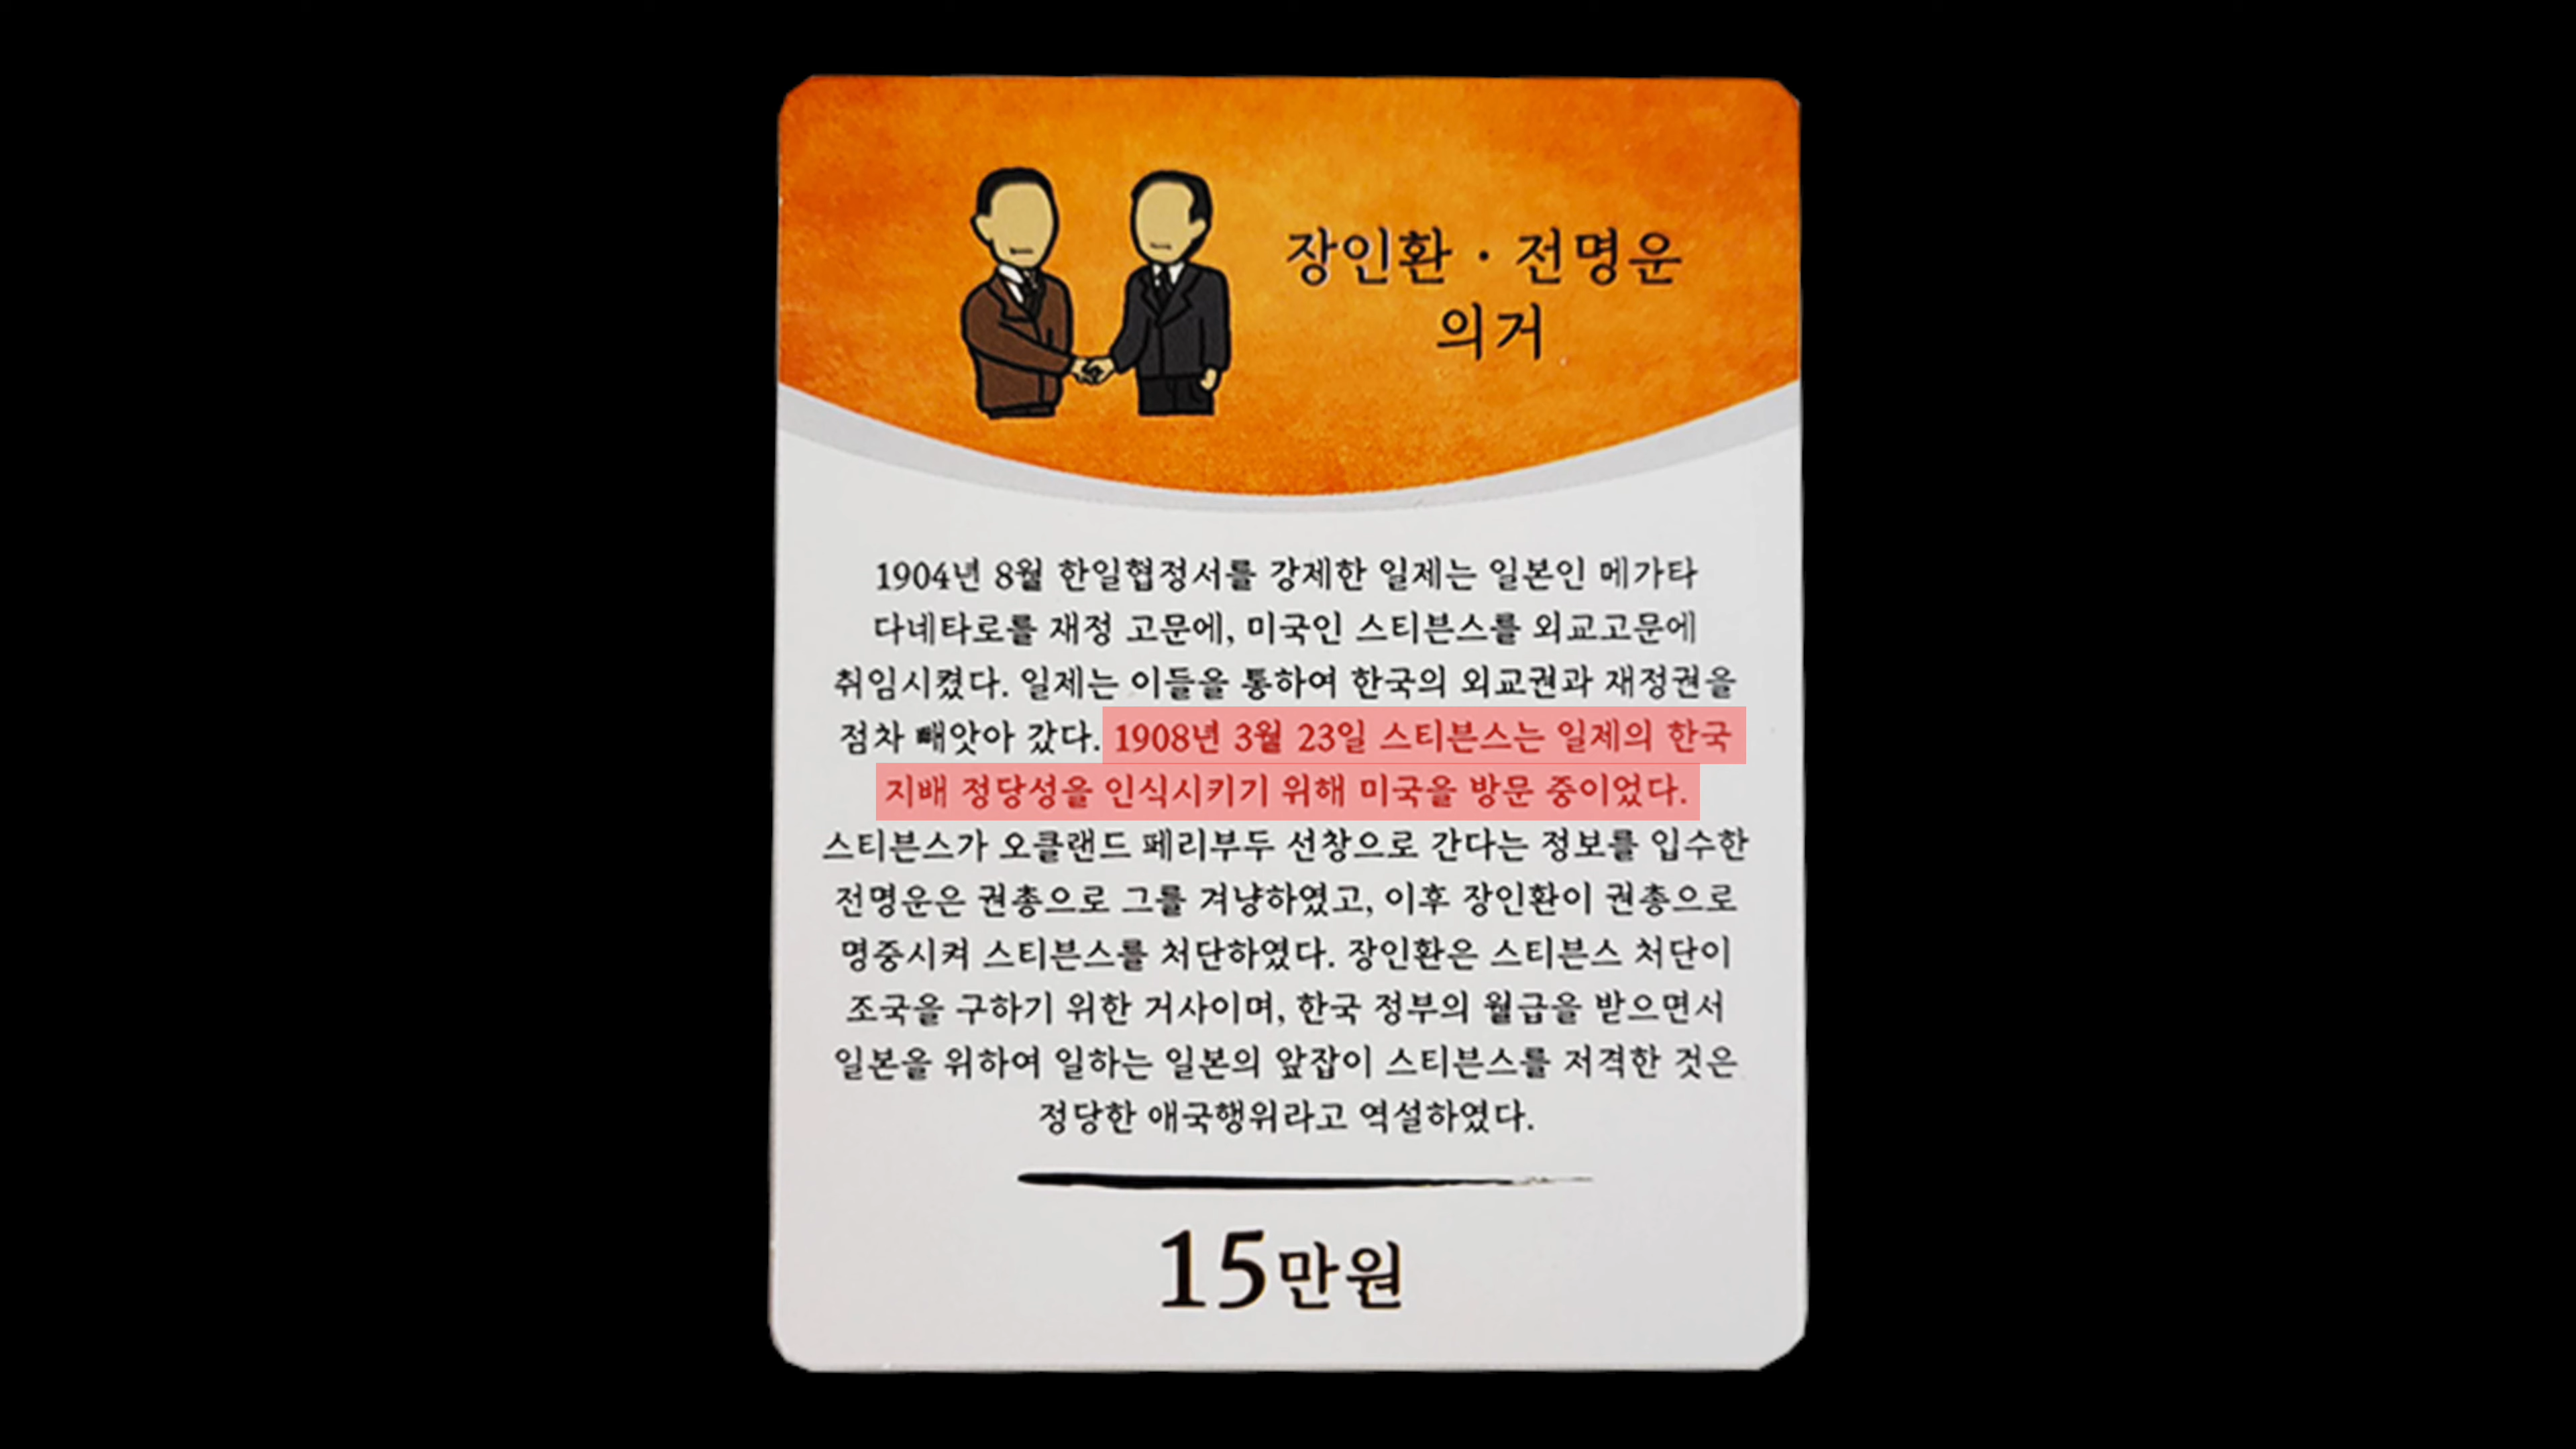 장인환 · 전명운
의거
1904년 8월 한일협정서를 강제한 일제는 일본인 메가타
다네타로를 재정 고문에, 미국인 스티븐스를 외교고문에
취임시켰다. 일제는 이들을 통하여 한국의 외교권과 재정권을
점차 빼앗아 갔다. 1908년 3월 23일 스티븐스는 일제의 한국
지배 정당성을 인식시키기 위해 미국을 방문 중이었다.
스티븐스가 오클랜드 페리부두 선창으로 간다는 정보를 입수한
전명운은 권총으로 그를 겨냥하였고, 이후 장인환이 권총으로
명중시켜 스티븐스를 처단하였다. 장인환은 스티븐스 처단이
조국을 구하기 위한 거사이며, 한국 정부의 월급을 받으면서
일본을 위하여 일하는 일본의 앞잡이 스티븐스를 저격한 것은
정당한 애국행위라고 역설하였다.
15만원